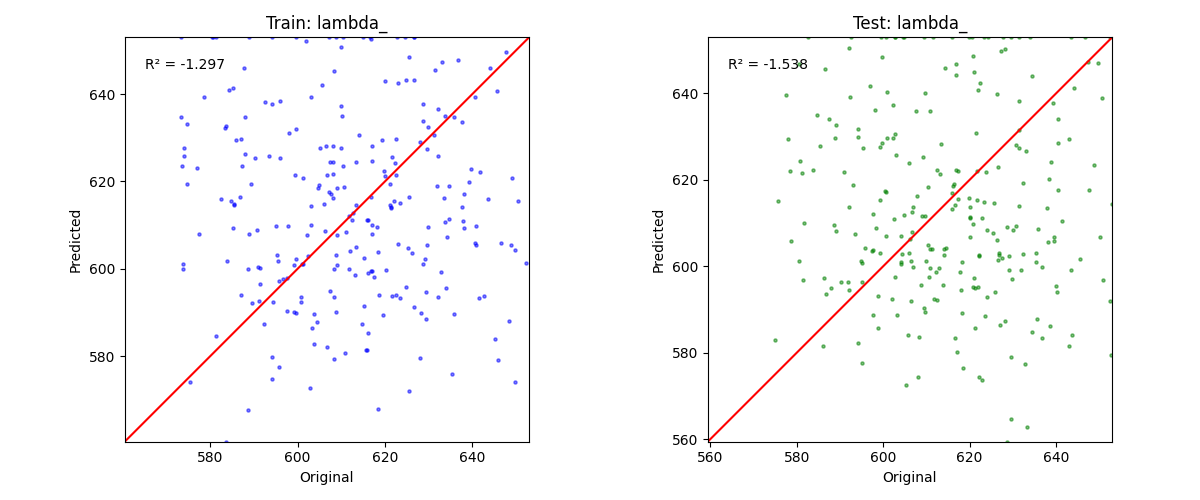 Train: lambda_
R² = -1.297
640
620
600
580
Predicted
580
600
620
640
Original
Test: lambda_
R² = -1.538
640
620
600
580
560
Predicted
560
580
600
620
640
Original